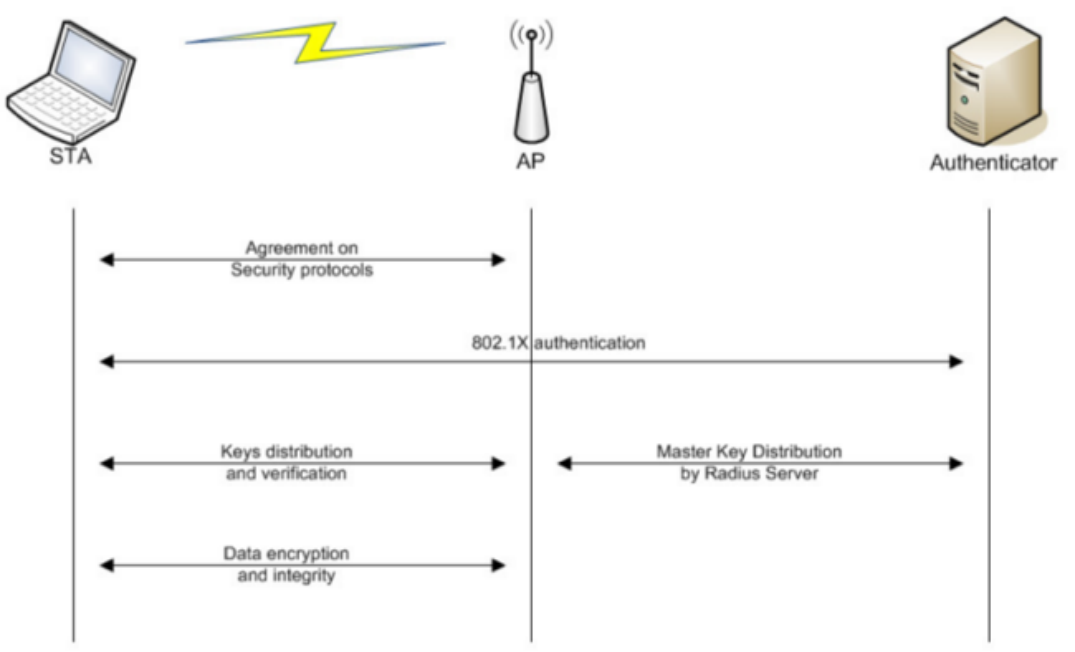 STA
AP
Authenticator
Agreement on
Security protocols
802.1X authentication
Keys distribution
and verification
Master Key Distribution
by Radius Server
Data encryption
and integrity